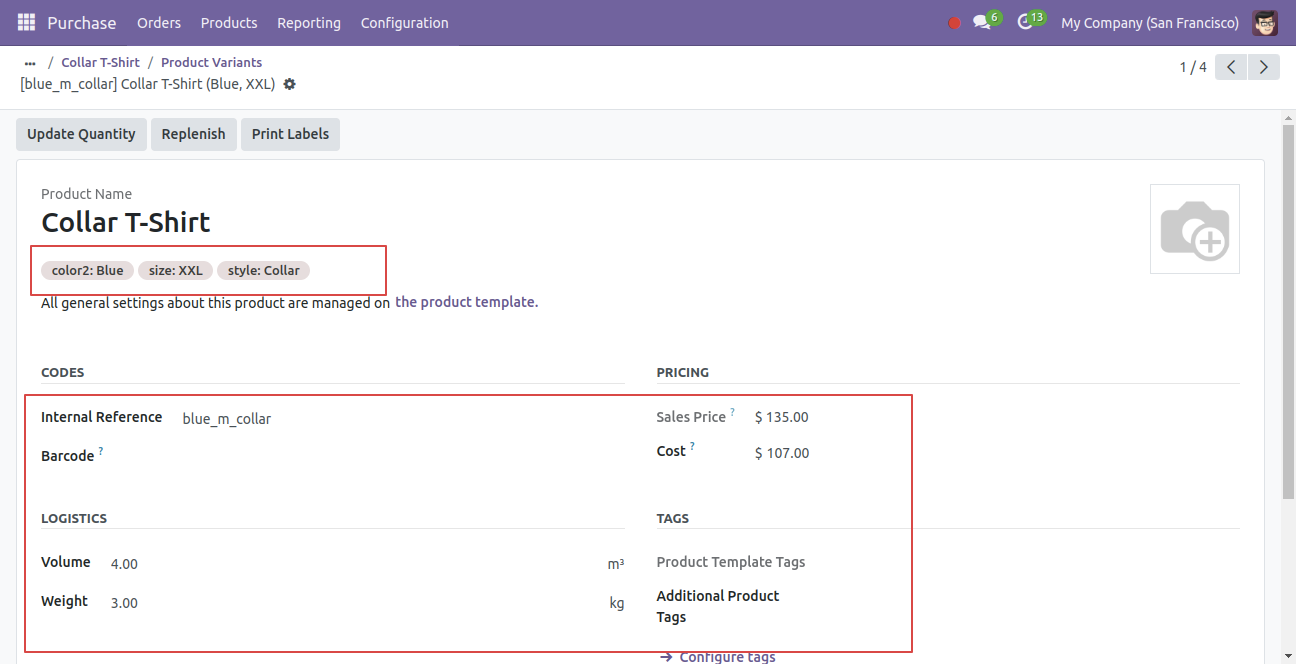 Purchase Orders Products Reporting Configuration 6 13 My Company (San Francisco)
... / Collar T-Shirt / Product Variants
[blue_m_collar] Collar T-Shirt (Blue, XXL)
1 / 4
Update Quantity Replenish Print Labels
Product Name
Collar T-Shirt
color2: Blue size: XXL style: Collar
All general settings about this product are managed on the product template.
CODES
Internal Reference blue_m_collar
Barcode ?
PRICING
Sales Price ? $ 135.00
Cost ? $ 107.00
LOGISTICS
Volume 4.00 m³
Weight 3.00 kg
TAGS
Product Template Tags
Additional Product
Tags
→ Configure tags